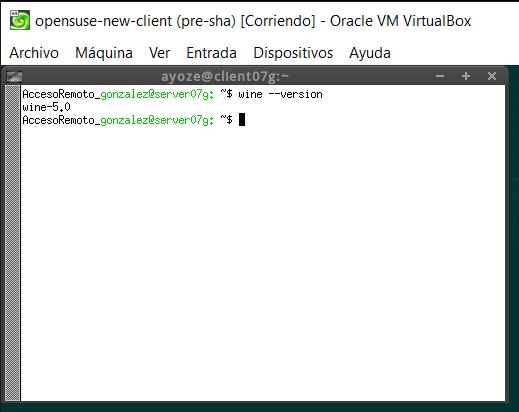 opensuse-new-client (pre-sha) [Corriendo] - Oracle VM VirtualBox
Archivo Máquina Ver Entrada Dispositivos Ayuda
ayoze@client07g:~
AccesoRemoto_gonzalez@server07g: ~$ wine --version
wine-5.0
AccesoRemoto_gonzalez@server07g: ~$